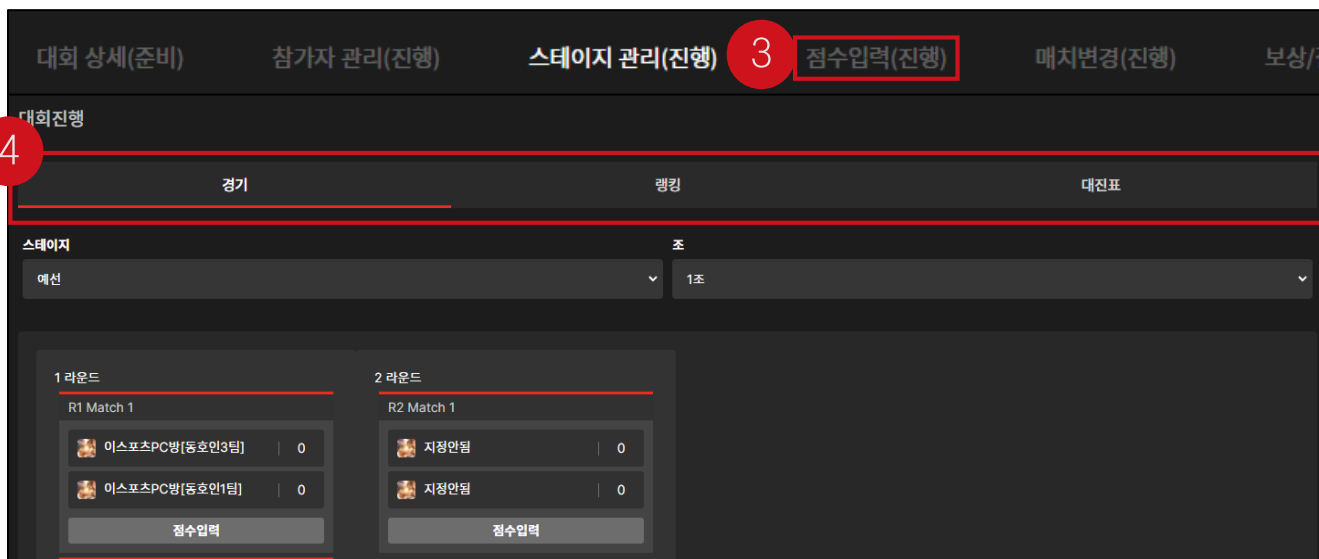 대회 상세(준비) 참가자 관리(진행) 스테이지 관리(진행) 3 점수입력(진행) 매치변경(진행) 보상/
대회진행
4
경기 랭킹 대진표
스테이지 조
예선 1조
1 라운드 2 라운드
R1 Match 1 R2 Match 1
이스포츠PC방[동호인3팀] 0 지정안됨 0
이스포츠PC방[동호인1팀] 0 지정안됨 0
점수입력 점수입력